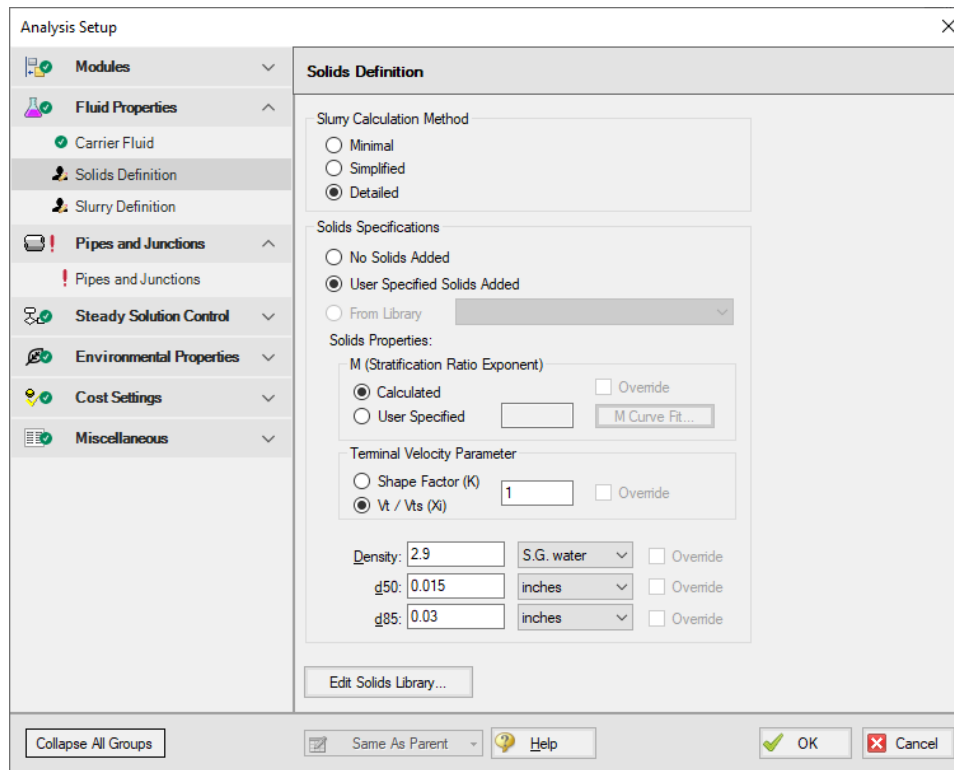 Analysis Setup
Modules
Fluid Properties
Carrier Fluid
Solids Definition
Slurry Definition
Pipes and Junctions
Pipes and Junctions
Steady Solution Control
Environmental Properties
Cost Settings
Miscellaneous
Collapse All Groups
Solids Definition
Slurry Calculation Method
Minimal
Simplified
Detailed
Solids Specifications
No Solids Added
User Specified Solids Added
From Library
Solids Properties:
M (Stratification Ratio Exponent)
Calculated
Override
User Specified
M Curve Fit...
Terminal Velocity Parameter
Shape Factor (K)
Vt / Vts (Xi)
1
Override
Density: 2.9 S.G. water Override
d50: 0.015 inches Override
d85: 0.03 inches Override
Edit Solids Library...
Same As Parent
Help
OK
Cancel